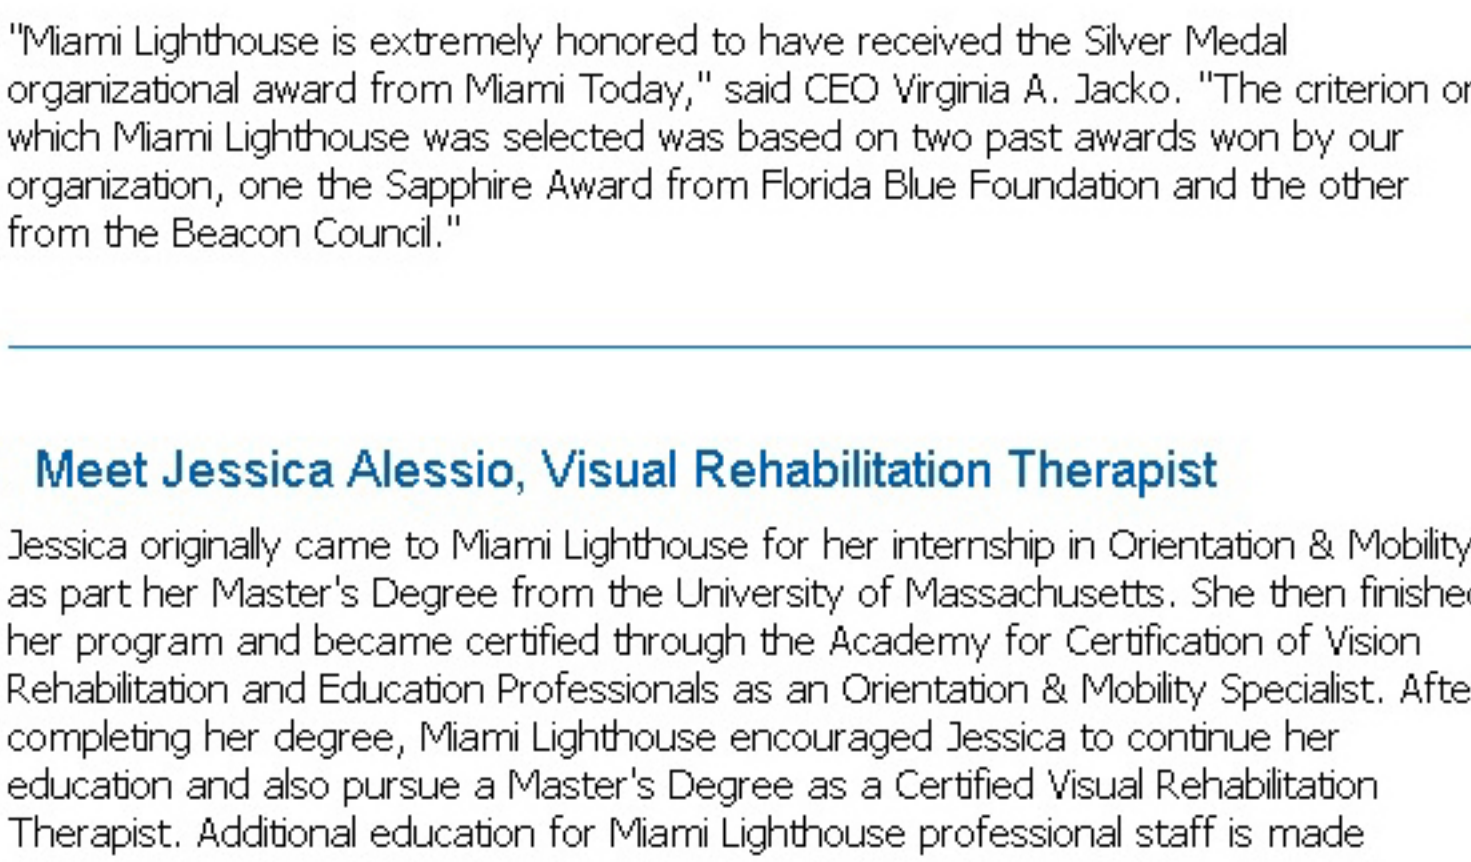 "Miami Lighthouse is extremely honored to have received the Silver Medal
organizational award from Miami Today," said CEO Virginia A. Jacko. "The criterion
which Miami Lighthouse was selected was based on two past awards won by our
organization, one the Sapphire Award from Florida Blue Foundation and the other
from the Beacon Council."
Meet Jessica Alessio, Visual Rehabilitation Therapist
Jessica originally came to Miami Lighthouse for her internship in Orientation & Mobility
as part her Master's Degree from the University of Massachusetts. She then
her program and became certified through the Academy for Certification of Vision
Rehabilitation and Education Professionals as an Orientation & Mobility Specialist.
completing her degree, Miami Lighthouse encouraged Jessica to continue her
education and also pursue a Master's Degree as a Certified Visual Rehabilitation
Therapist. Additional education for Miami Lighthouse professional staff is made